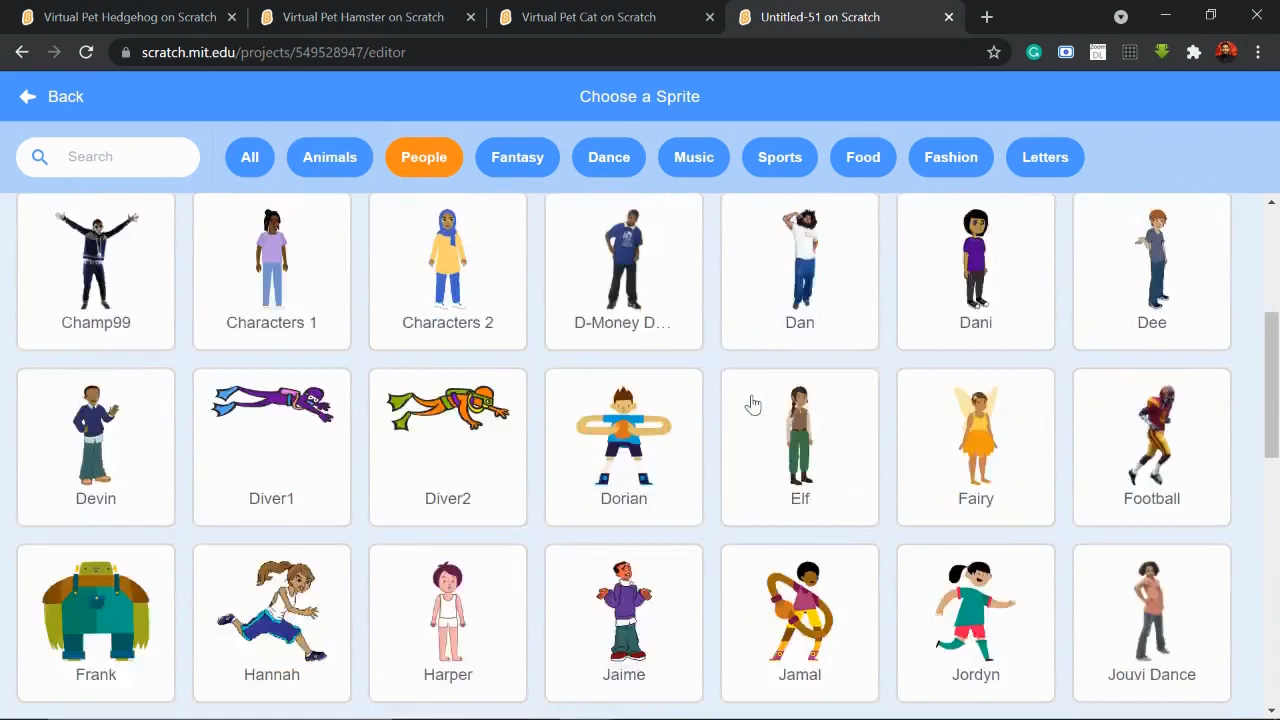 Virtual Pet Hedgehog on Scratch
Virtual Pet Hamster on Scratch
Virtual Pet Cat on Scratch
Untitled-51 on Scratch
scratch.mit.edu/projects/549528947/editor
Zoom
DL
Back
Choose a Sprite
Search
All
Animals
People
Fantasy
Dance
Music
Sports
Food
Fashion
Letters
Champ99
Characters 1
Characters 2
D-Money D...
Dan
Dani
Dee
Devin
Diver1
Diver2
Dorian
Elf
Fairy
Football
Frank
Hannah
Harper
Jaime
Jamal
Jordyn
Jouvi Dance